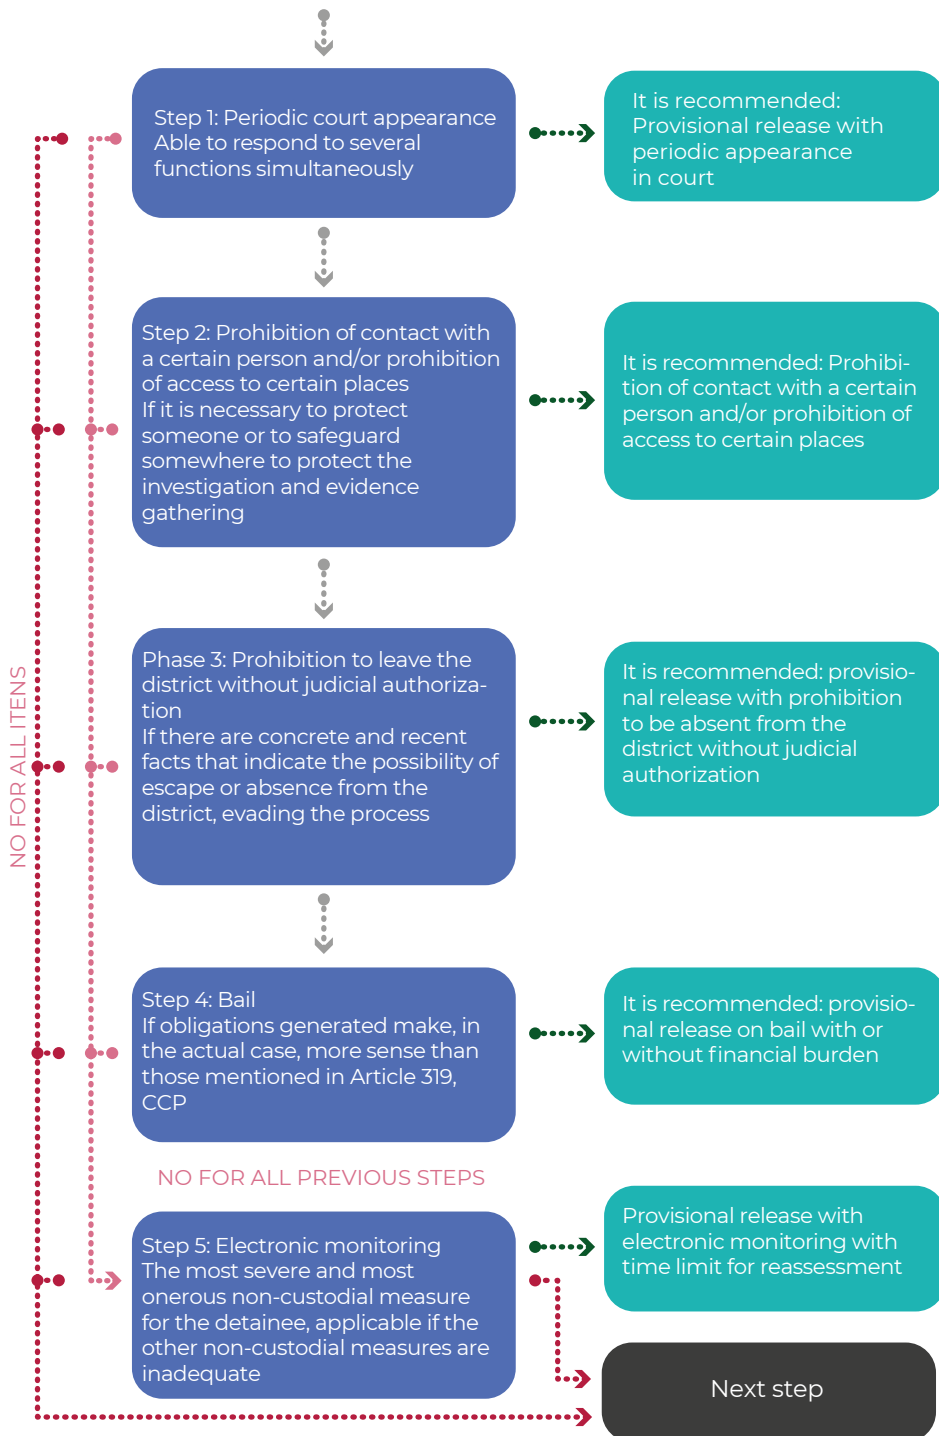 Step 1: Periodic court appearance
Able to respond to several
functions simultaneously
It is recommended:
Provisional release with
periodic appearance
in court
Step 2: Prohibition of contact with
a certain person and/or prohibition
of access to certain places
If it is necessary to protect
someone or to safeguard
somewhere to protect the
investigation and evidence
gathering
It is recommended: Prohibi-
tion of contact with a certain
person and/or prohibition of
access to certain places
Phase 3: Prohibition to leave the
district without judicial authoriza-
tion
If there are concrete and recent
facts that indicate the possibility of
escape or absence from the
district, evading the process
It is recommended: provisio-
nal release with prohibition
to be absent from the
district without judicial
authorization
NO FOR ALL ITENS
Step 4: Bail
If obligations generated make, in
the actual case, more sense than
those mentioned in Article 319,
CCP
It is recommended: provisio-
nal release on bail with or
without financial burden
NO FOR ALL PREVIOUS STEPS
Step 5: Electronic monitoring
The most severe and most
onerous non-custodial measure
for the detainee, applicable if the
other non-custodial measures are
inadequate
Provisional release with
electronic monitoring with
time limit for reassessment
Next step